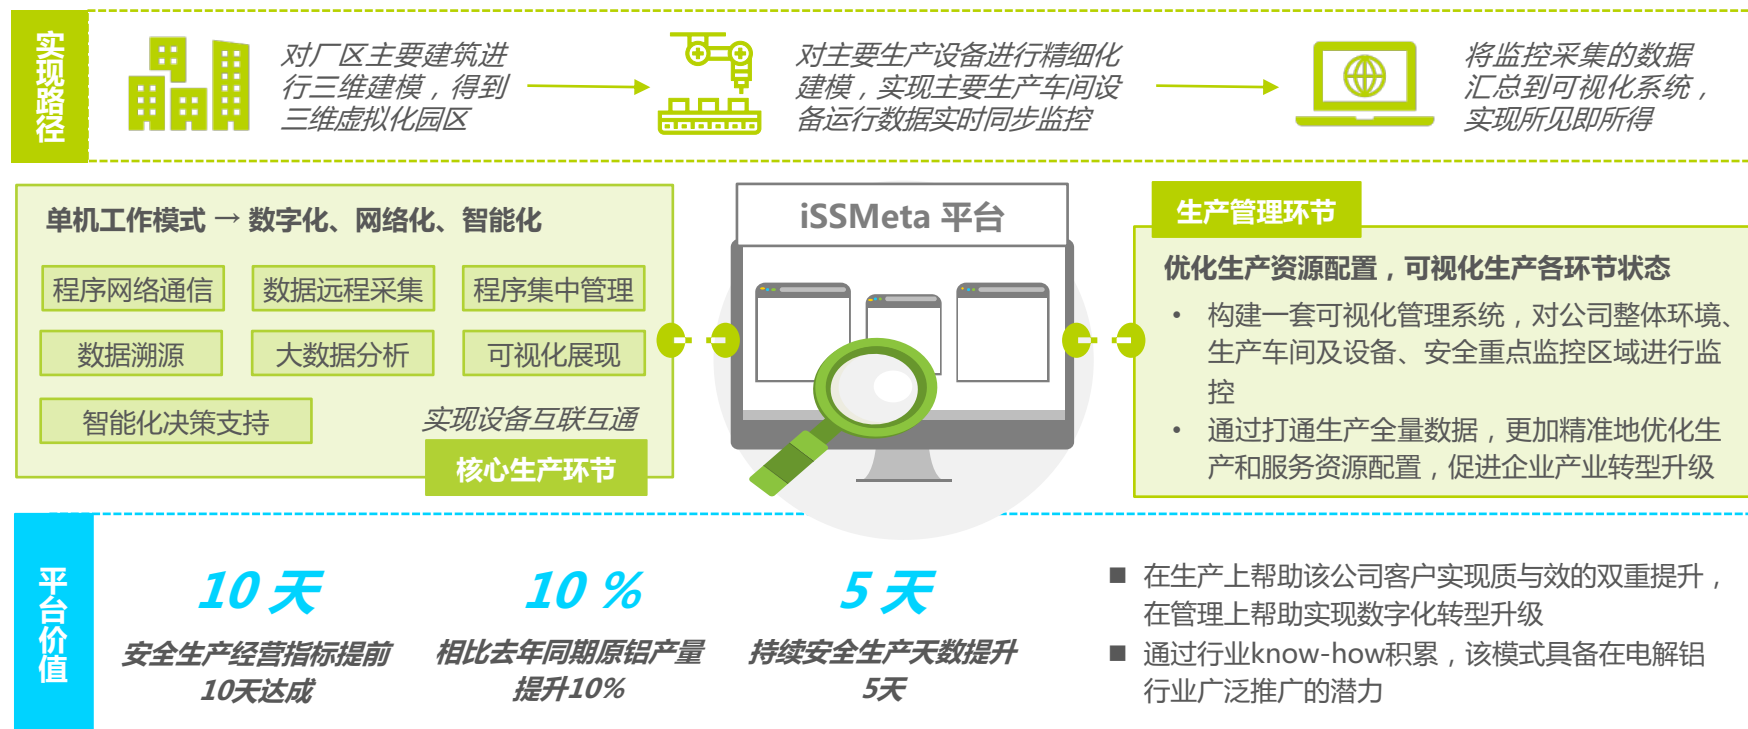 实现路径
对厂区主要建筑进
行三维建模，得到
三维虚拟化园区
对主要生产设备进行精细化
建模，实现主要生产车间设
备运行数据实时同步监控
将监控采集的数据
汇总到可视化系统，
实现所见即所得
单机工作模式 → 数字化、网络化、智能化
程序网络通信
数据远程采集
程序集中管理
数据溯源
大数据分析
可视化展现
智能化决策支持
实现设备互联互通
核心生产环节
iSSMeta 平台
生产管理环节
优化生产资源配置，可视化生产各环节状态
• 构建一套可视化管理系统，对公司整体环境、
生产车间及设备、安全重点监控区域进行监
控
• 通过打通生产全量数据，更加精准地优化生
产和服务资源配置，促进企业产业转型升级
平台价值
10 天
安全生产经营指标提前
10天达成
10 %
相比去年同期原铝产量
提升10%
5 天
持续安全生产天数提升
5天
■ 在生产上帮助该公司客户实现质与效的双重提升，
在管理上帮助实现数字化转型升级
■ 通过行业know-how积累，该模式具备在电解铝
行业广泛推广的潜力